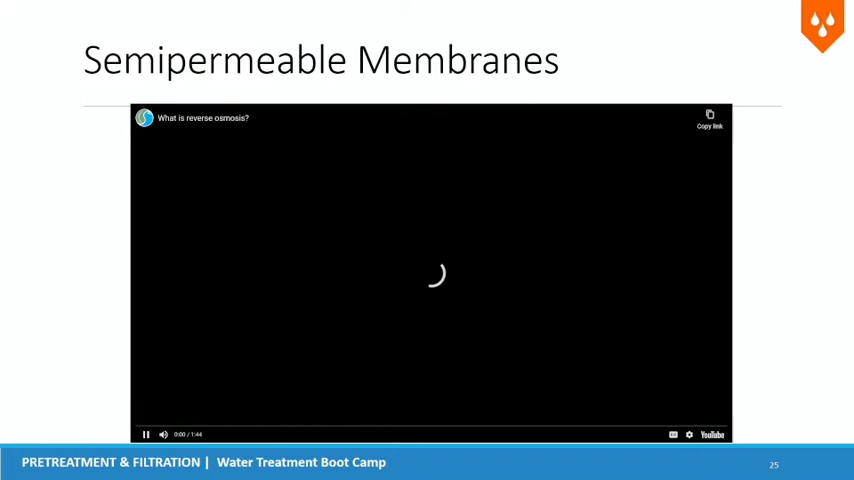 Semipermeable Membranes
What is reverse osmosis?
Copy link
0:00 / 1:44
YouTube
PRETREATMENT & FILTRATION | Water Treatment Boot Camp
25